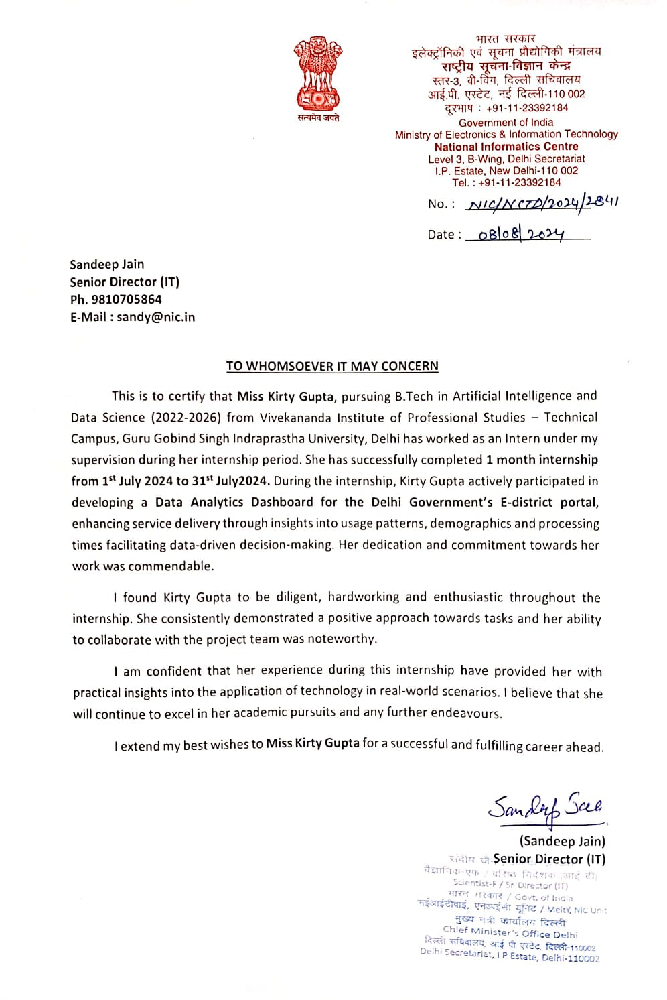 सत्यमेव जयते
भारत सरकार
इलेक्ट्रॉनिकी एवं सूचना प्रौद्योगिकी मंत्रालय
राष्ट्रीय सूचना-विज्ञान केन्द्र
स्तर-3, बी-विंग, दिल्ली सचिवालय
आई.पी. एस्टेट, नई दिल्ली-110 002
दूरभाष : +91-11-23392184
Government of India
Ministry of Electronics & Information Technology
National Informatics Centre
Level 3, B-Wing, Delhi Secretariat
I.P. Estate, New Delhi-110 002
Tel. : +91-11-23392184
No. : NIC/NCTD/2024/2841
Date : 08/08/2024
Sandeep Jain
Senior Director (IT)
Ph. 9810705864
E-Mail : sandy@nic.in
TO WHOMSOEVER IT MAY CONCERN
This is to certify that Miss Kirty Gupta, pursuing B.Tech in Artificial Intelligence and
Data Science (2022-2026) from Vivekananda Institute of Professional Studies – Technical
Campus, Guru Gobind Singh Indraprastha University, Delhi has worked as an Intern under my
supervision during her internship period. She has successfully completed 1 month internship
from 1st July 2024 to 31st July2024. During the internship, Kirty Gupta actively participated in
developing a Data Analytics Dashboard for the Delhi Government's E-district portal,
enhancing service delivery through insights into usage patterns, demographics and processing
times facilitating data-driven decision-making. Her dedication and commitment towards her
work was commendable.
I found Kirty Gupta to be diligent, hardworking and enthusiastic throughout the
internship. She consistently demonstrated a positive approach towards tasks and her ability
to collaborate with the project team was noteworthy.
I am confident that her experience during this internship have provided her with
practical insights into the application of technology in real-world scenarios. I believe that she
will continue to excel in her academic pursuits and any further endeavours.
I extend my best wishes to Miss Kirty Gupta for a successful and fulfilling career ahead.
Sandeep
(Sandeep Jain)
Senior Director (IT)
संदीप
वैज्ञानिक-एफ / वरिष्ठ निदेशक (आई टी)
Scientist-F / Sr. Director (IT)
भारत सरकार / Govt. of India
यूनिट / MeitY, NIC Unit
मुख्य मंत्री कार्यालय दिल्ली
Chief Minister's Office Delhi
दिल्ली सचिवालय, आई पी एस्टेट, दिल्ली-110002
Delhi Secretariat, I P Estate, Delhi-110002